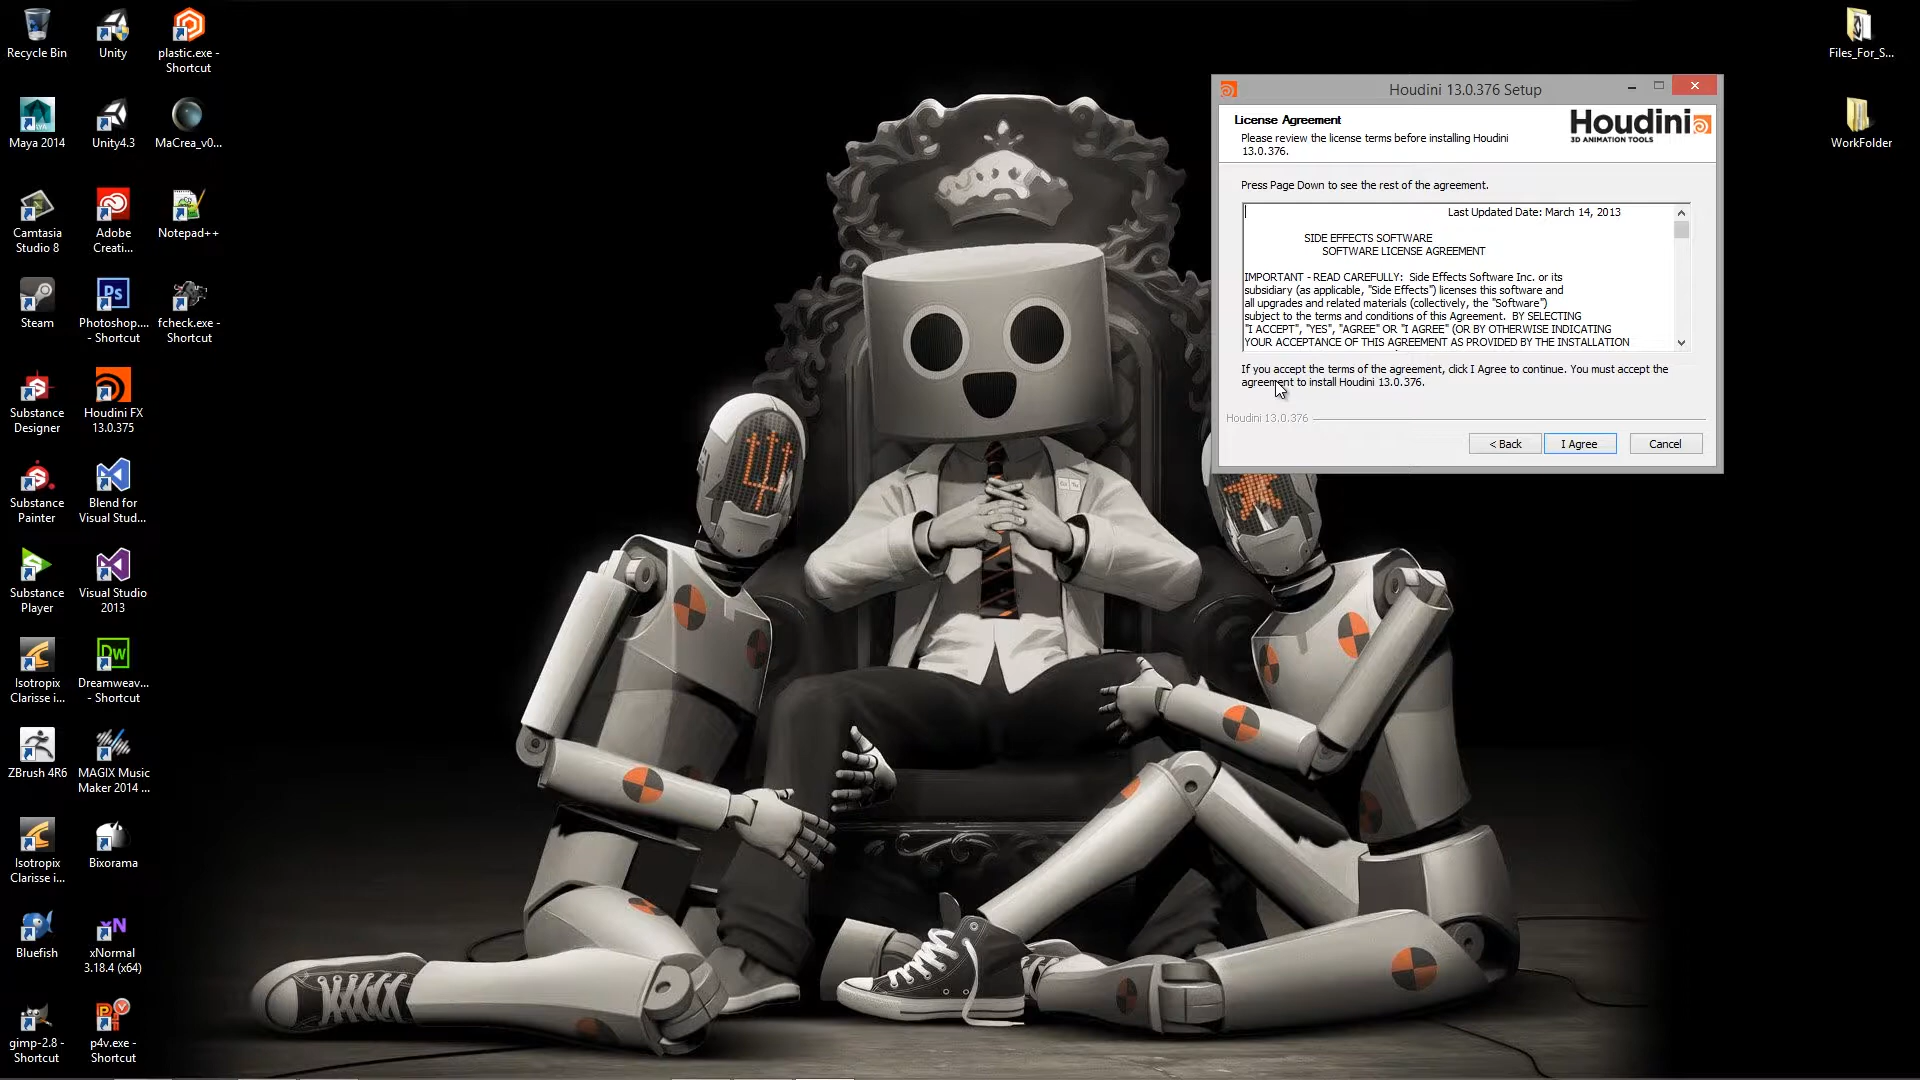 Recycle Bin
Unity
plastic.exe -
Shortcut
Maya 2014
Unity4.3
MaCrea_v0...
Camtasia
Studio 8
Adobe
Creati...
Notepad++
Steam
Photoshop....
- Shortcut
fcheck.exe -
Shortcut
Substance
Designer
Houdini FX
13.0.375
Substance
Painter
Blend for
Visual Stud...
Substance
Player
Visual Studio
2013
Isotropix
Clarisse i...
Dreamweav...
- Shortcut
ZBrush 4R6
MAGIX Music
Maker 2014 ...
Isotropix
Clarisse i...
Bixorama
Bluefish
xNormal
3.18.4 (x64)
gimp-2.8 -
Shortcut
p4v.exe -
Shortcut
Files_For_S...
WorkFolder
Houdini 13.0.376 Setup
License Agreement
Please review the license terms before installing Houdini
13.0.376.
Houdini
3D ANIMATION TOOLS
Press Page Down to see the rest of the agreement.
Last Updated Date: March 14, 2013
SIDE EFFECTS SOFTWARE
SOFTWARE LICENSE AGREEMENT
IMPORTANT - READ CAREFULLY:  Side Effects Software Inc. or its
subsidiary (as applicable, "Side Effects") licenses this software and
all upgrades and related materials (collectively, the "Software")
subject to the terms and conditions of this Agreement.  BY SELECTING
"I ACCEPT", "YES", "AGREE" OR "I AGREE" (OR BY OTHERWISE INDICATING
YOUR ACCEPTANCE OF THIS AGREEMENT AS PROVIDED BY THE INSTALLATION
If you accept the terms of the agreement, click I Agree to continue. You must accept the
agreement to install Houdini 13.0.376.
Houdini 13.0.376
< Back
I Agree
Cancel